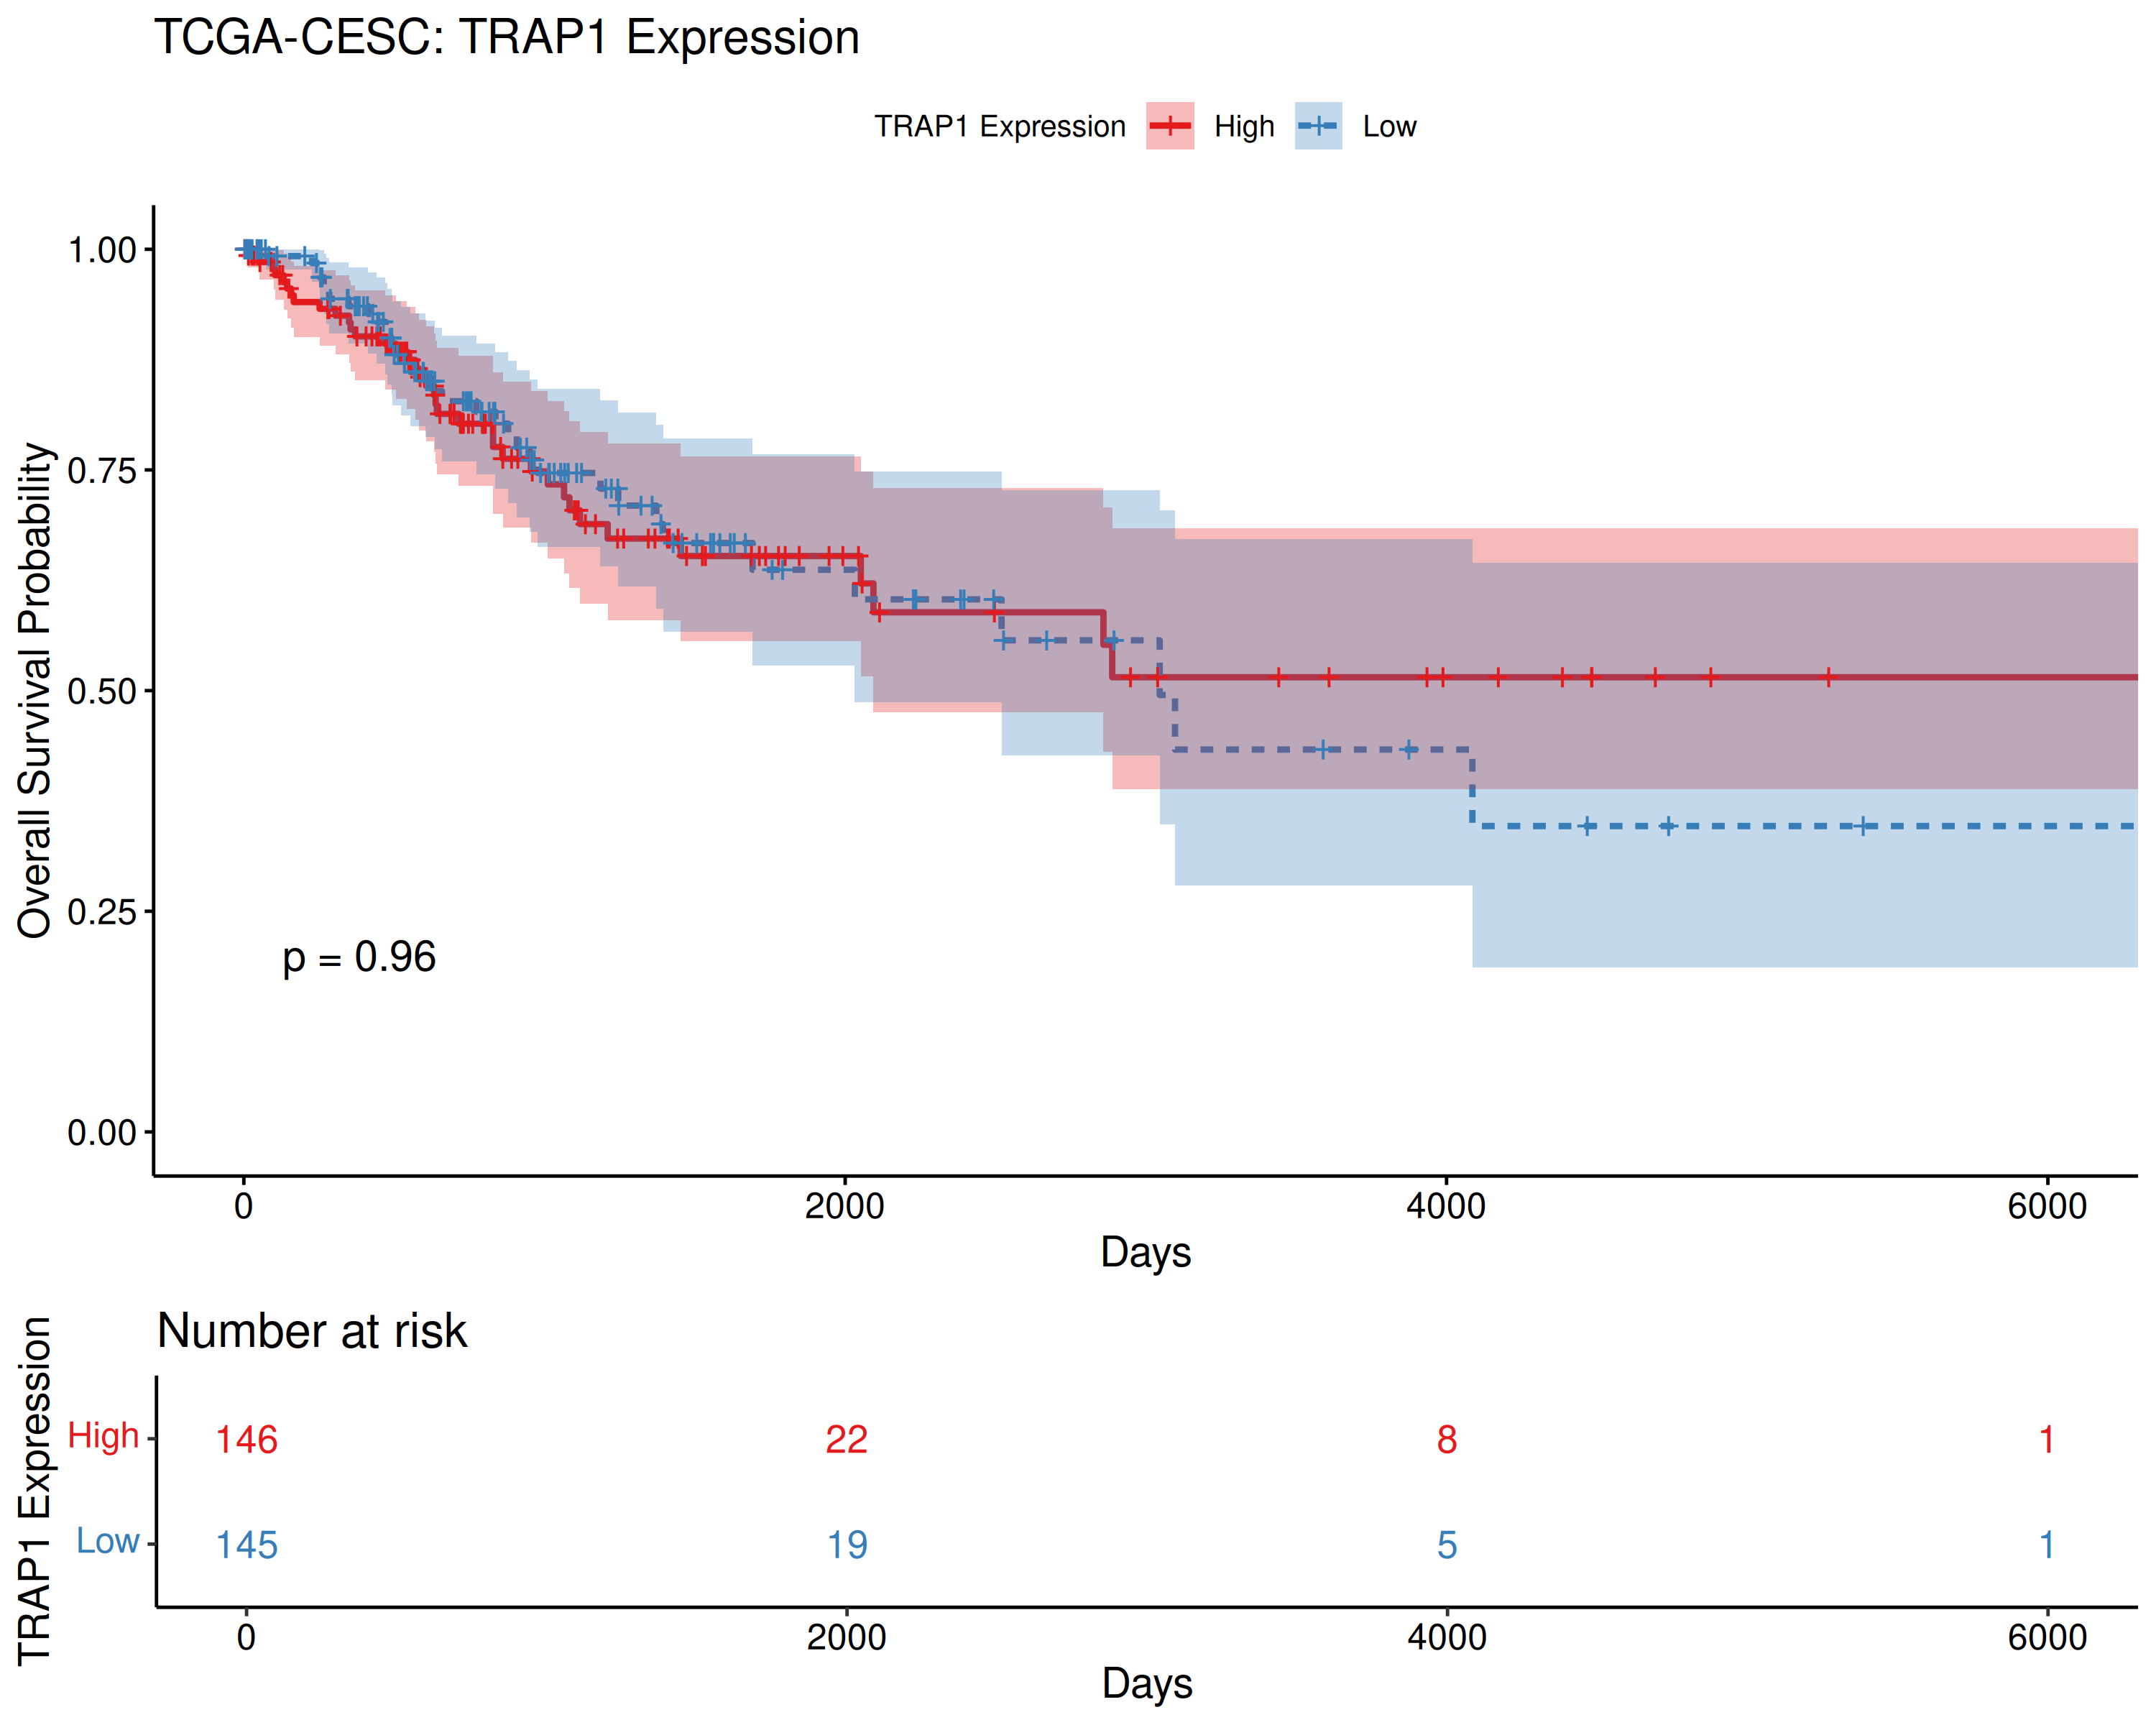 TCGA-CESC: TRAP1 Expression
TRAP1 Expression High Low
Overall Survival Probability
1.00
0.75
0.50
0.25
0.00
p = 0.96
0 2000 4000 6000
Days
Number at risk
TRAP1 Expression
High 146 22 8 1
Low 145 19 5 1
0 2000 4000 6000
Days